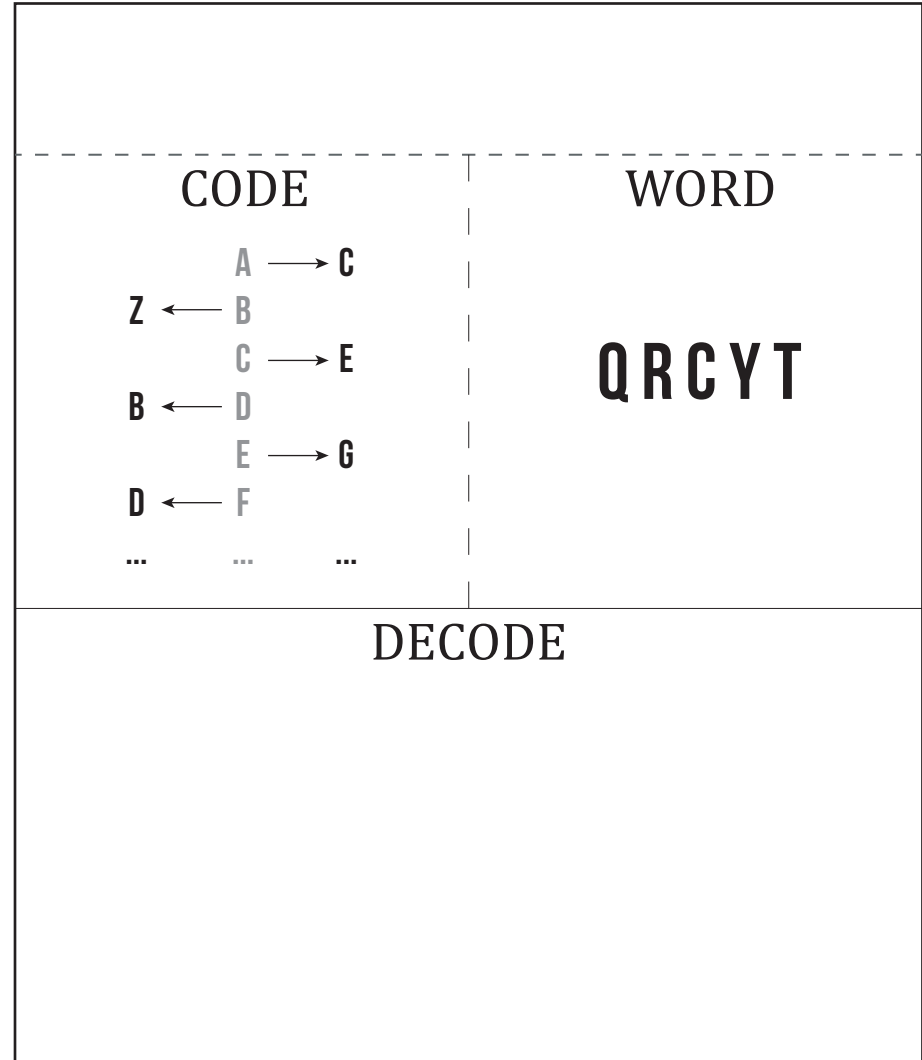 CODE
A → C
Z ← B
C → E
B ← D
E → G
D ← F
... ... ...
WORD
QRCYT
DECODE